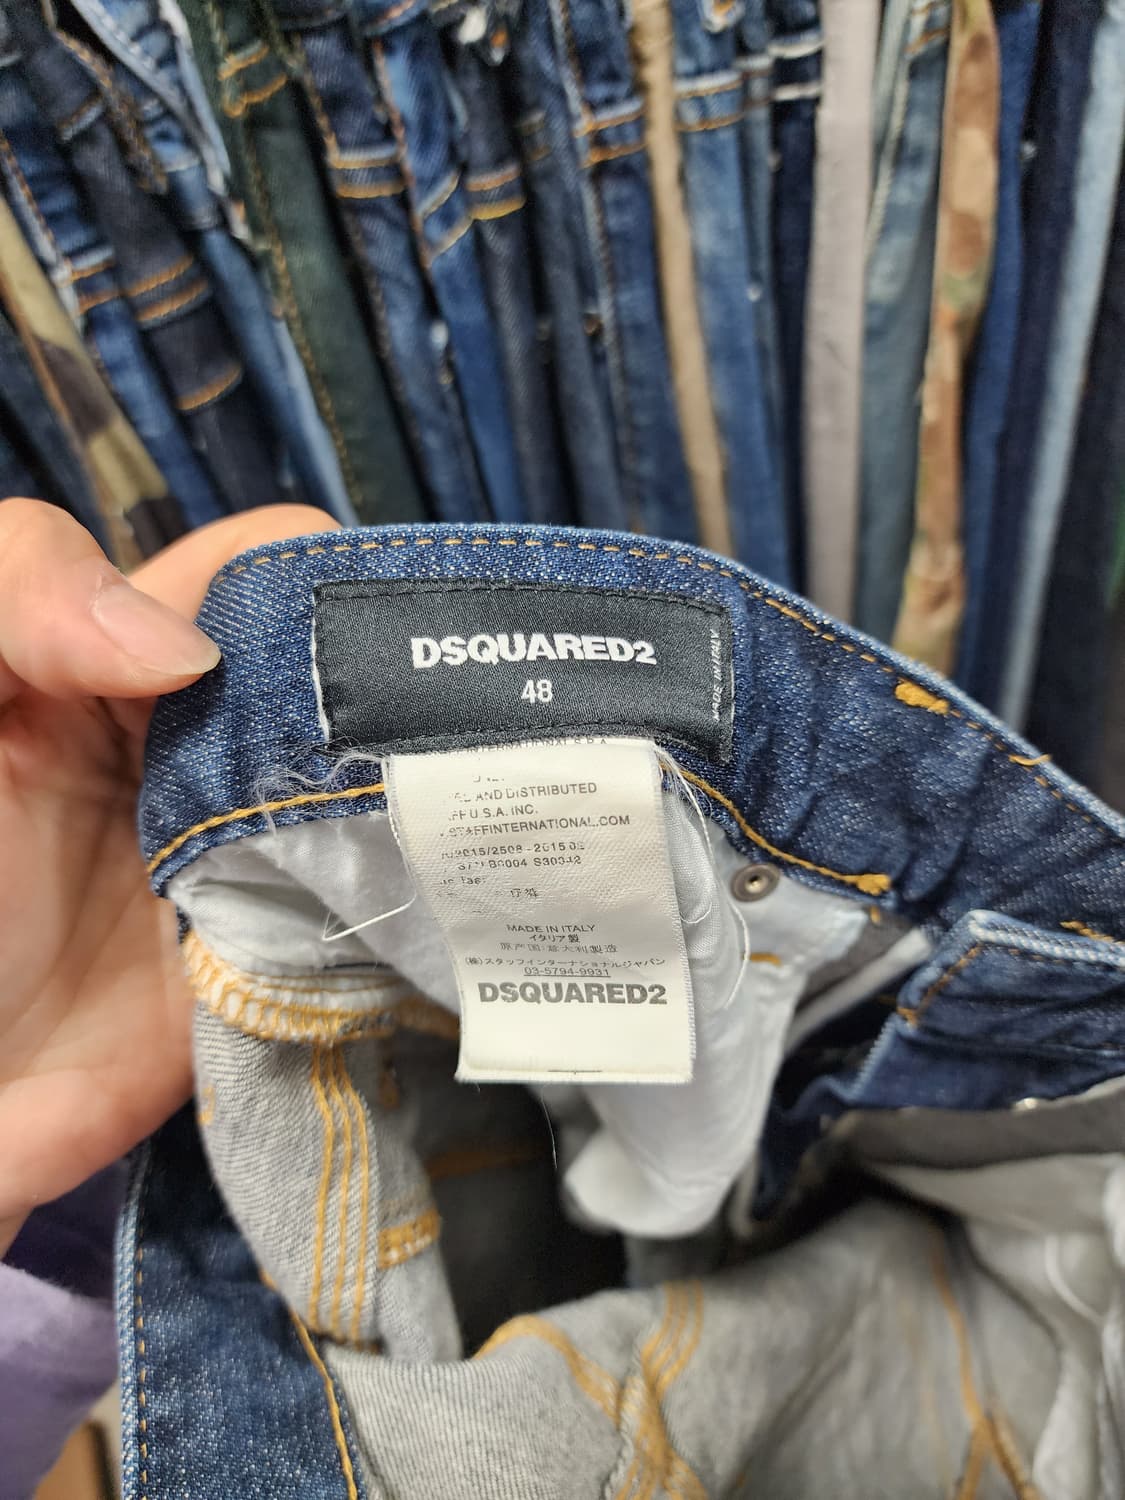 DSQUARED2
48
MADE IN ITALY
AND DISTRIBUTED
U.S.A. INC.
STAFFINTERNATIONAL.COM
S30342
MADE IN ITALY
イタリア製
原产国:意大利製造
(株)スタッフインターナショナルジャパン
03-5794-9931
DSQUARED2